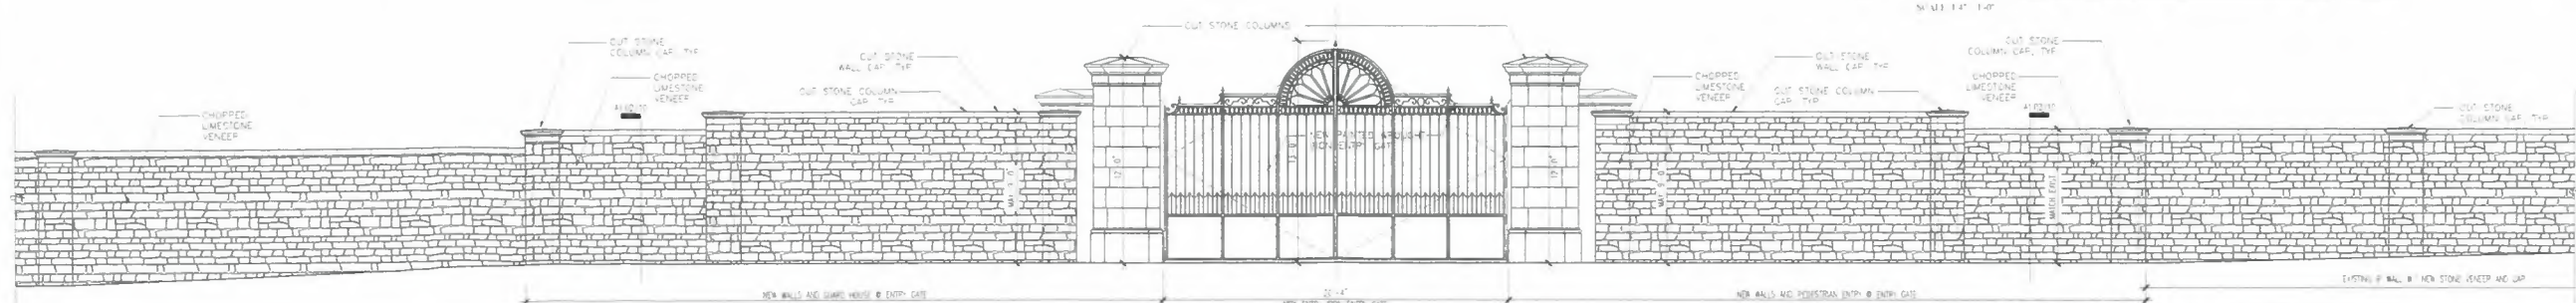 CUT STONE COLUMNS
CUT STONE
COLUMN CAP, TYP
CHOPPED
LIMESTONE
VENEER
CUT STONE
WALL CAP, TYP
CUT STONE COLUMN
CAP, TYP
CHOPPED
LIMESTONE
VENEER
MAX 9'-0"
12'-0"
NEW PAINTED WROUGHT
IRON ENTRY GATE
12'-0"
CHOPPED
LIMESTONE
VENEER
CUT STONE
WALL CAP, TYP
CUT STONE COLUMN
CAP, TYP
MAX 9'-0"
CUT STONE
COLUMN CAP, TYP
CHOPPED
LIMESTONE
VENEER
MATCH EXIST
CUT STONE
COLUMN CAP, TYP
NEW WALLS AND GUARD HOUSE @ ENTRY GATE
NEW WALLS AND PEDESTRIAN ENTRY @ ENTRY GATE
WALL W/ NEW STONE VENEER AND CAP